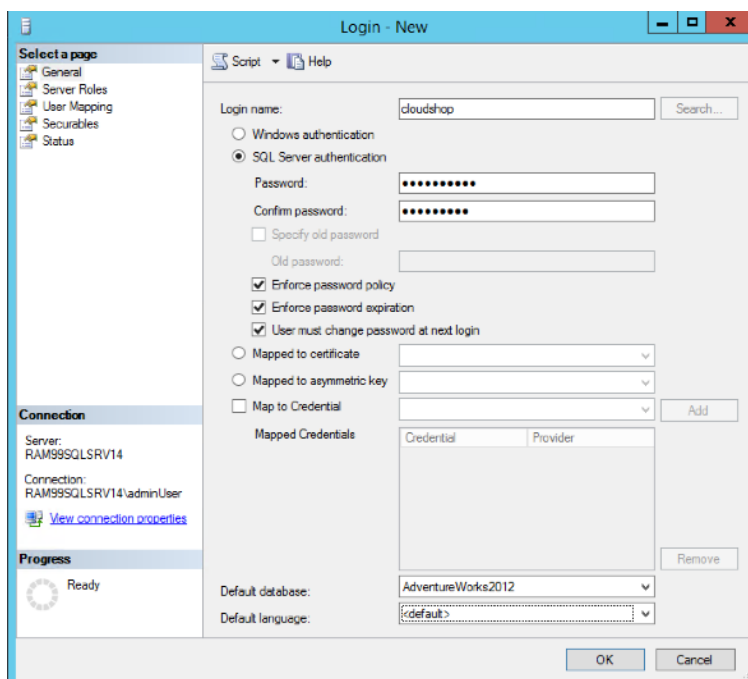 Login - New
Select a page
General
Server Roles
User Mapping
Securables
Status
Script Help
Login name: cloudshop Search...
Windows authentication
SQL Server authentication
Password: ●●●●●●●●●●
Confirm password: ●●●●●●●●●
Specify old password
Old password:
Enforce password policy
Enforce password expiration
User must change password at next login
Mapped to certificate
Mapped to asymmetric key
Map to Credential Add
Mapped Credentials Credential Provider
Remove
Default database: AdventureWorks2012
Default language: <default>
Connection
Server:
RAM99SQLSRV14
Connection:
RAM99SQLSRV14\adminUser
View connection properties
Progress
Ready
OK Cancel